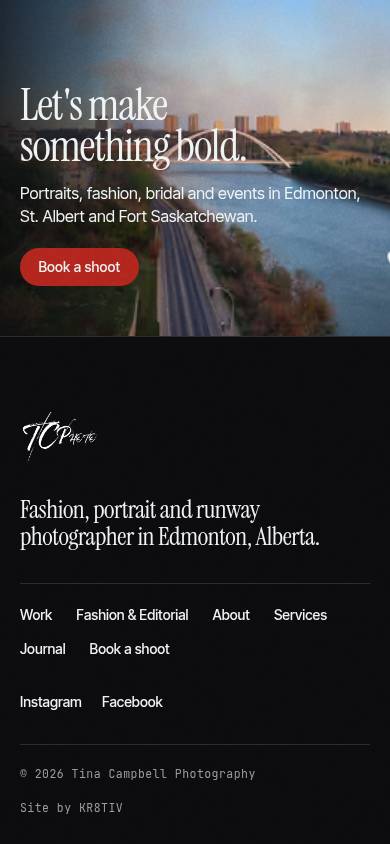 Let's make
something bold.
Portraits, fashion, bridal and events in Edmonton,
St. Albert and Fort Saskatchewan.
Book a shoot
TCPHOTO
Fashion, portrait and runway
photographer in Edmonton, Alberta.
Work Fashion & Editorial About Services
Journal Book a shoot
Instagram Facebook
© 2026 Tina Campbell Photography
Site by KR8TIV